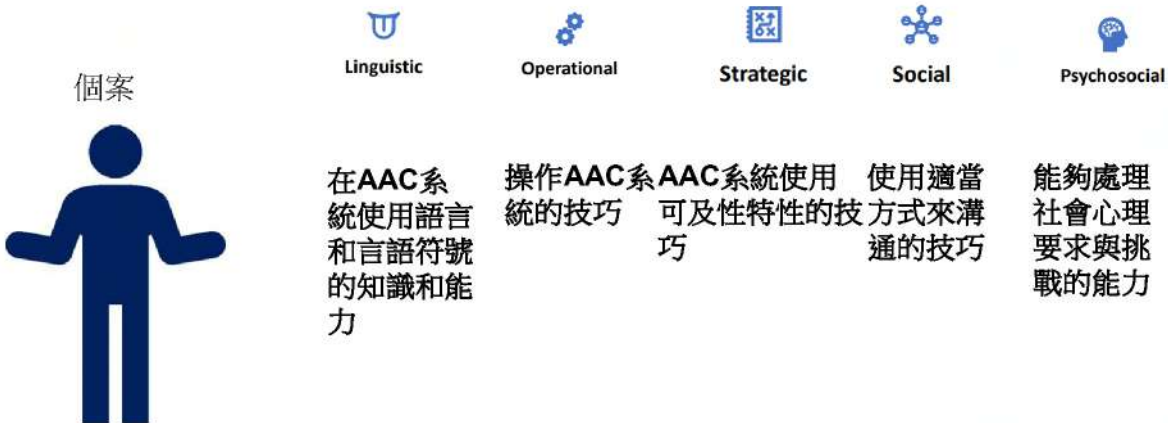 個案
Linguistic
Operational
Strategic
Social
Psychosocial
在AAC系
統使用語言
和言語符號
的知識和能
力
操作AAC系
統的技巧
AAC系統使用
可及性特性的技
巧
使用適當
方式來溝
通的技巧
能夠處理
社會心理
要求與挑
戰的能力